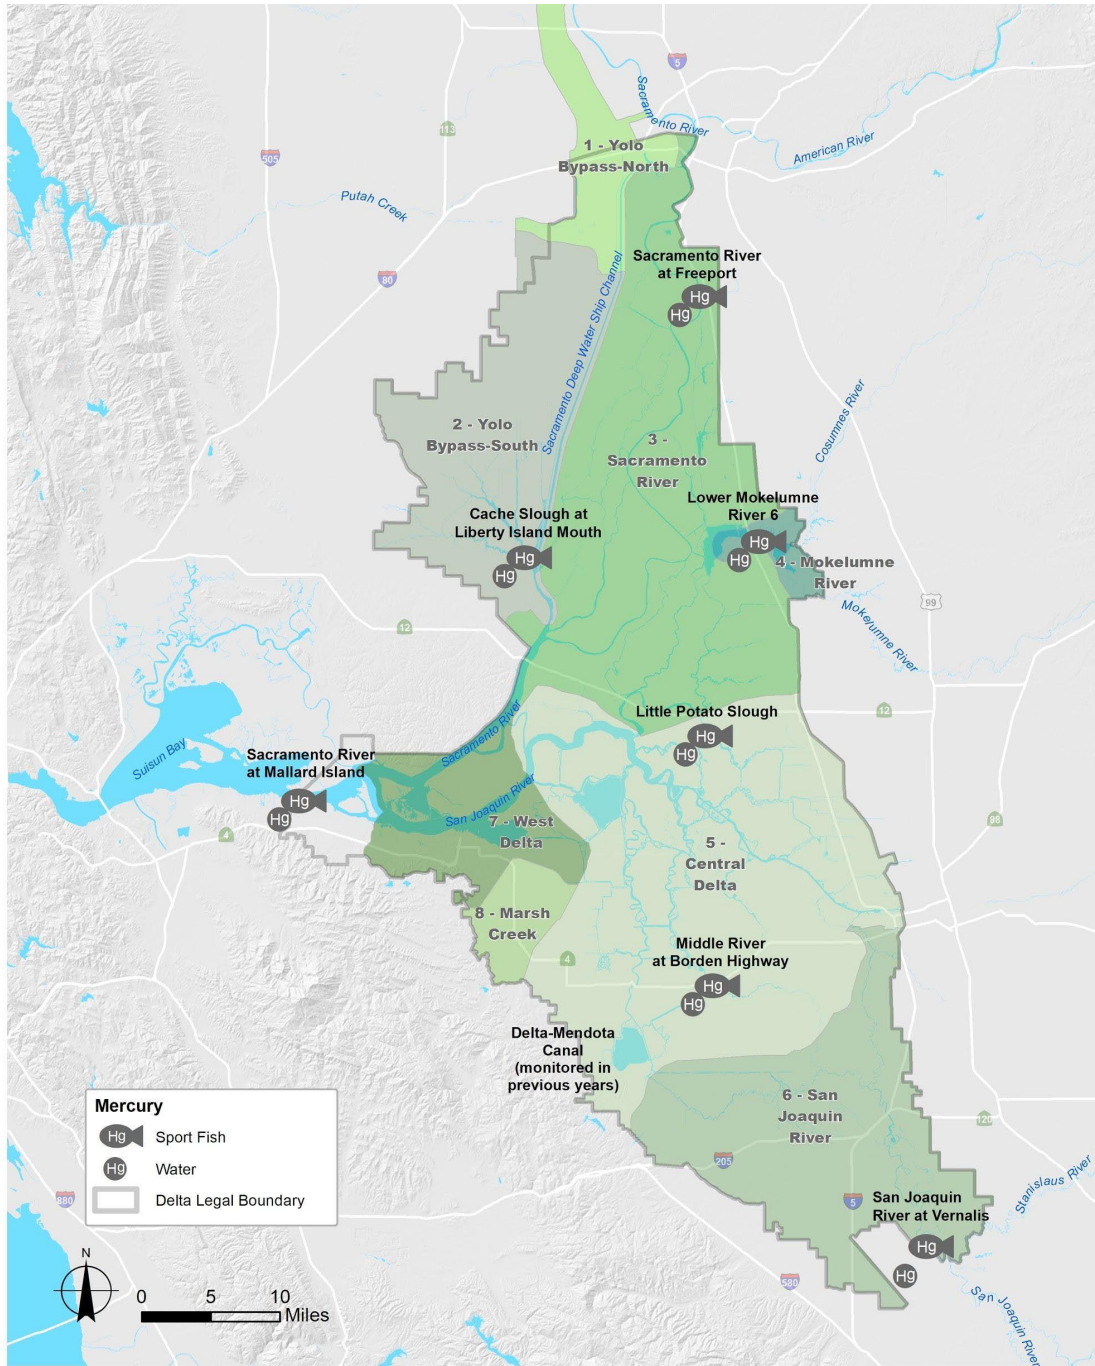 5
Sacramento River
American River
113
505
1 - Yolo
Bypass-North
Putah Creek
80
Sacramento River
at Freeport
Hg
Hg
Sacramento Deep Water Ship Channel
2 - Yolo
Bypass-South
3 -
Sacramento
River
Cosumnes River
Lower Mokelumne
River 6
Hg
Hg
Cache Slough at
Liberty Island Mouth
Hg
Hg
4 - Mokelumne
River
99
Mokelumne River
12
12
Little Potato Slough
Hg
Hg
Suisun Bay
Sacramento River
Sacramento River
at Mallard Island
Hg
Hg
San Joaquin River
7 - West
Delta
4
5 -
Central
Delta
8 - Marsh
Creek
4
Middle River
at Borden Highway
Hg
Hg
Delta-Mendota
Canal
(monitored in
previous years)
6 - San
Joaquin
River
120
205
5
San Joaquin
River at Vernalis
Hg
Hg
Stanislaus River
580
San Joaquin River
880
Mercury
Hg Sport Fish
Hg Water
Delta Legal Boundary
N
0 5 10
Miles